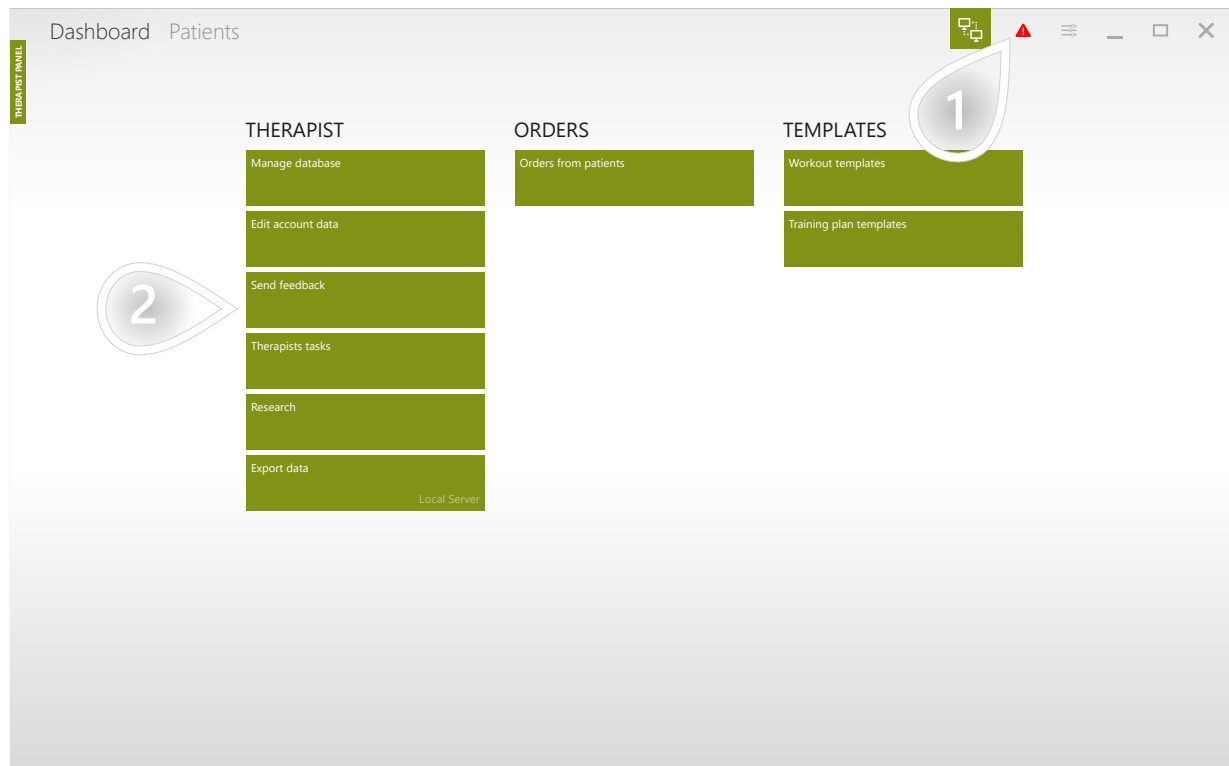 Dashboard Patients
THERAPIST PANEL
1
THERAPIST
Manage database
Edit account data
Send feedback
Therapists tasks
Research
Export data
Local Server
2
ORDERS
Orders from patients
TEMPLATES
Workout templates
Training plan templates